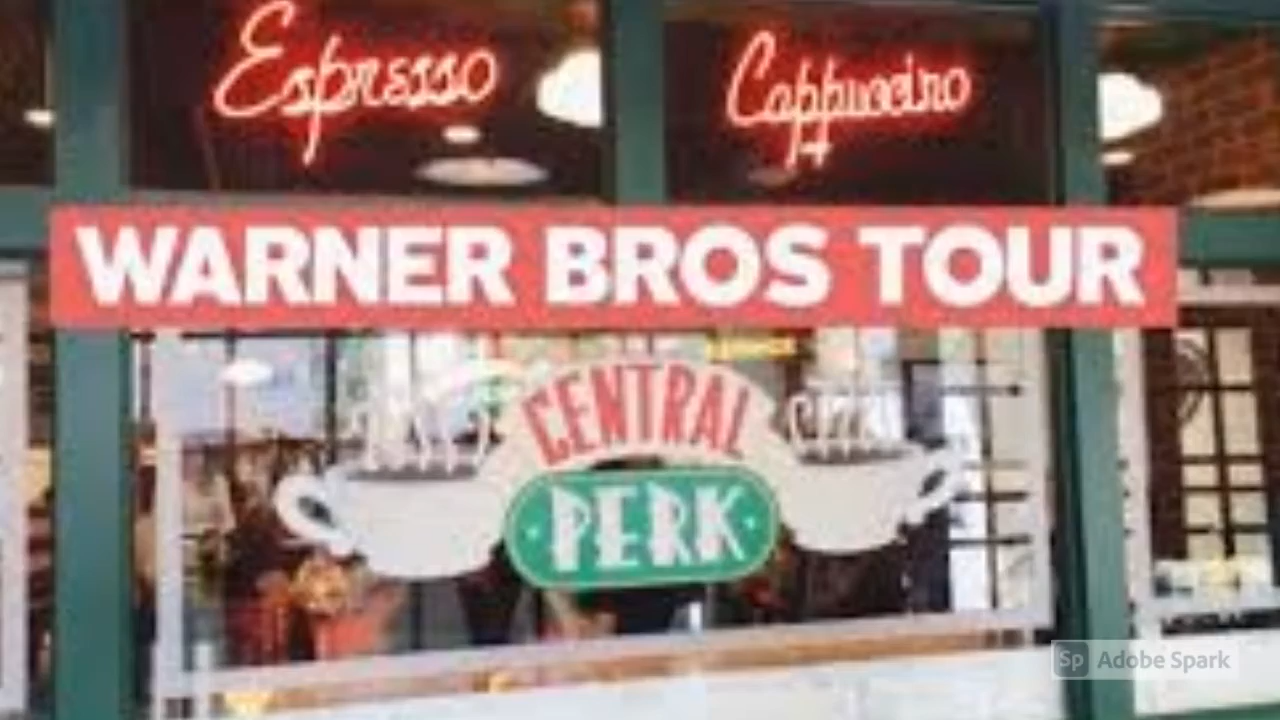 Espresso
Cappuccino
WARNER BROS TOUR
CENTRAL
PERK
Sp Adobe Spark